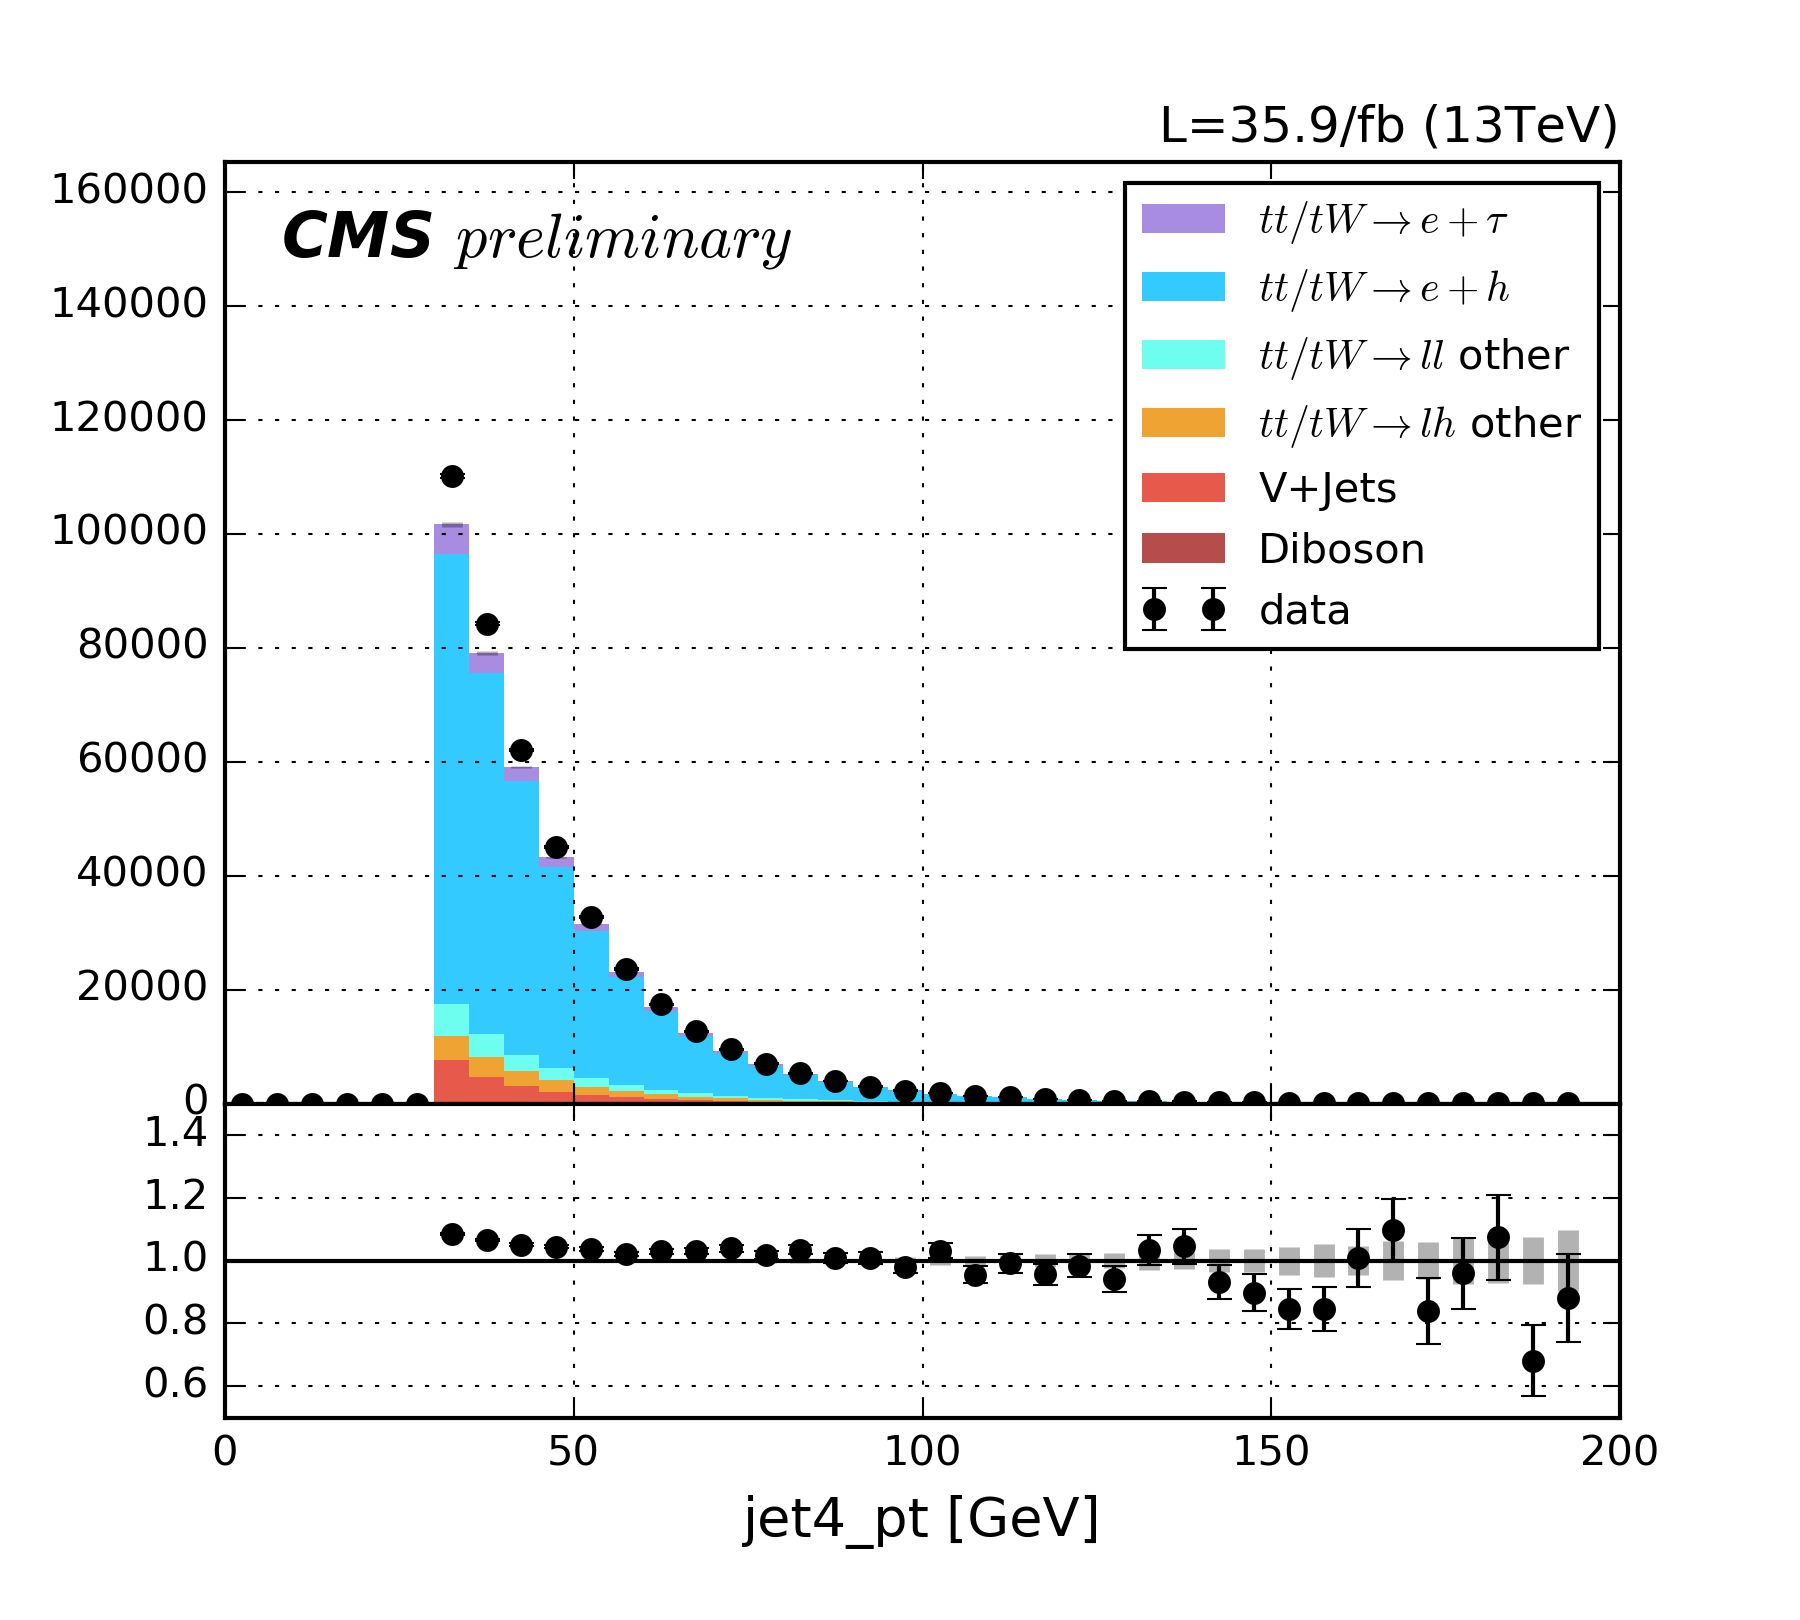 L=35.9/fb (13TeV)
CMS preliminary
160000
140000
120000
100000
80000
60000
40000
20000
0
tt/tW→e+τ
tt/tW→e+h
tt/tW→ll other
tt/tW→lh other
V+Jets
Diboson
data
1.4
1.2
1.0
0.8
0.6
0 50 100 150 200
jet4_pt [GeV]